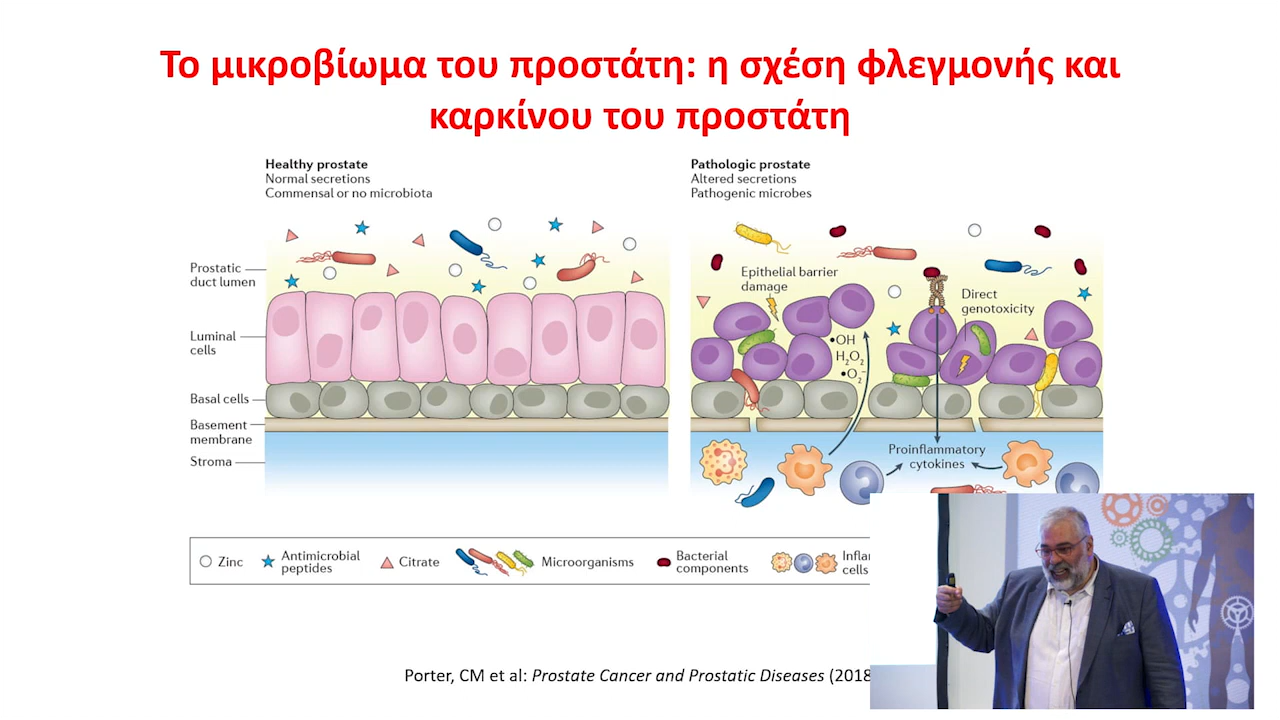 Το μικροβίωμα του προστάτη: η σχέση φλεγμονής και
καρκίνου του προστάτη
Healthy prostate
Normal secretions
Commensal or no microbiota
Pathologic prostate
Altered secretions
Pathogenic microbes
Prostatic
duct lumen
Luminal
cells
Basal cells
Basement
membrane
Stroma
Epithelial barrier
damage
Direct
genotoxicity
•OH
H₂O₂
•O₂⁻
Proinflammatory
cytokines
Zinc
Antimicrobial
peptides
Citrate
Microorganisms
Bacterial
components
cells
Porter, CM et al: Prostate Cancer and Prostatic Diseases (2018